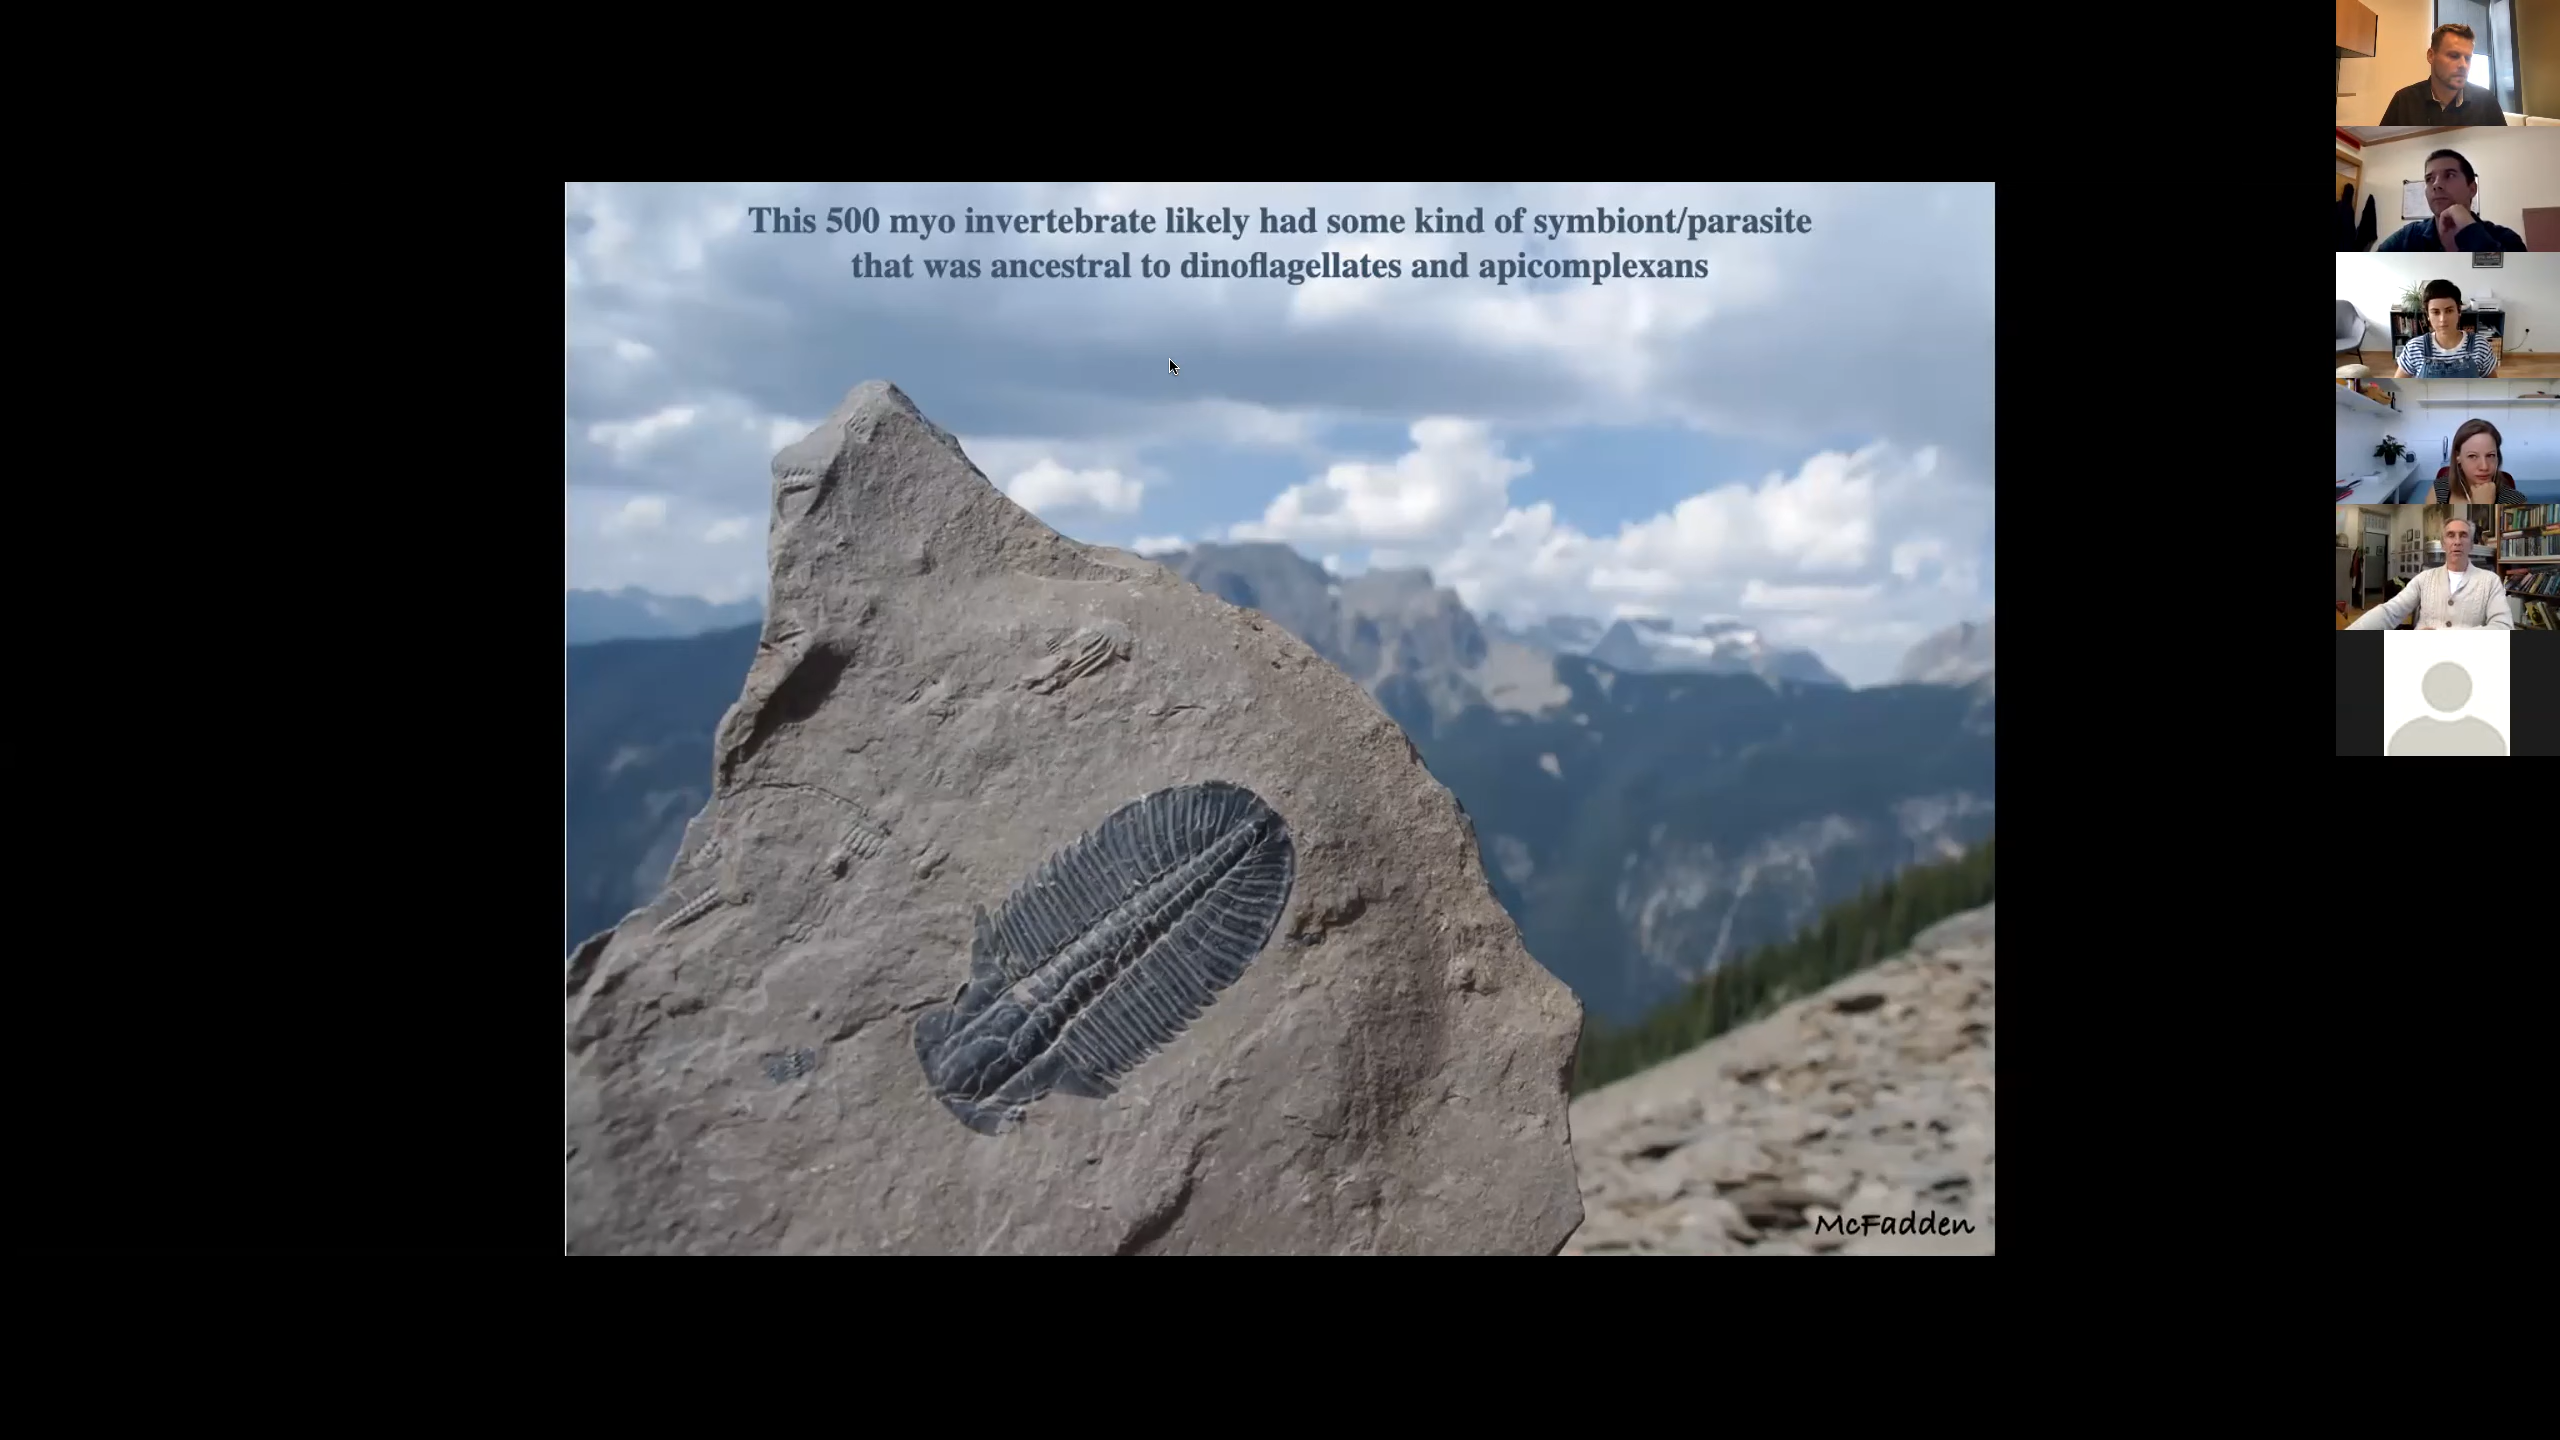 This 500 myo invertebrate likely had some kind of symbiont/parasite
that was ancestral to dinoflagellates and apicomplexans
McFadden